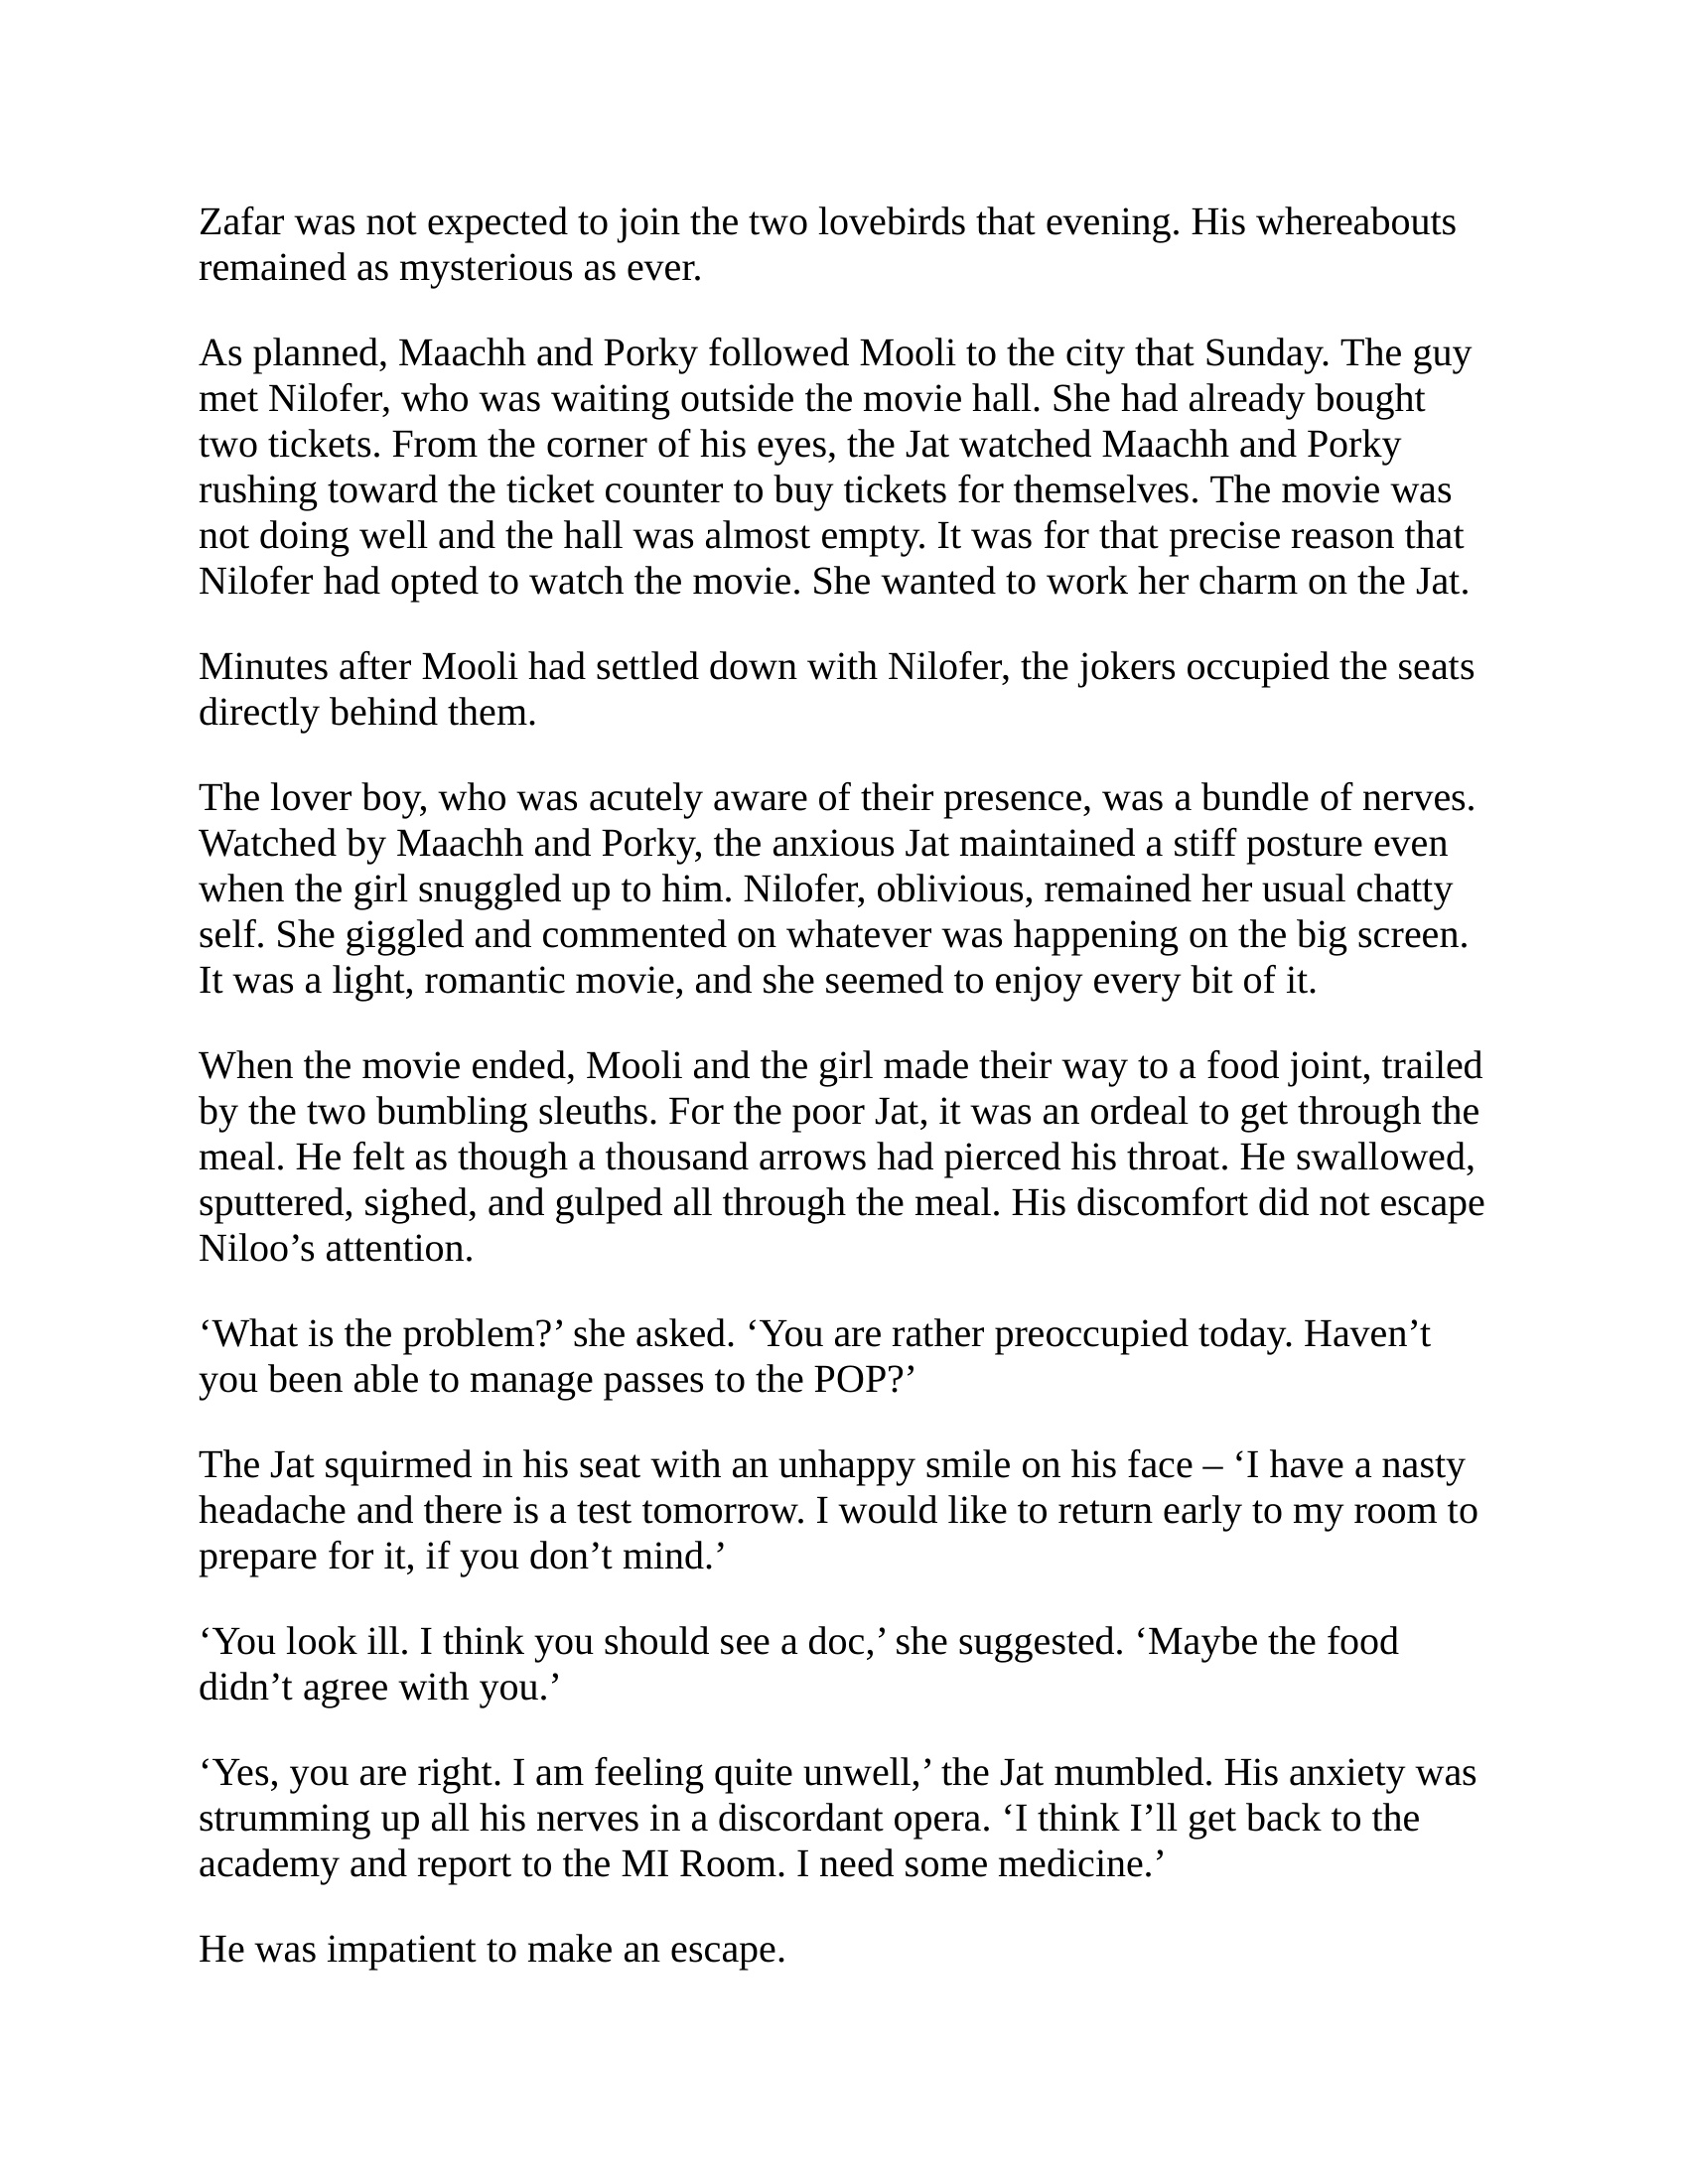 Zafar was not expected to join the two lovebirds that evening. His whereabouts
remained as mysterious as ever.
As planned, Maachh and Porky followed Mooli to the city that Sunday. The guy
met Nilofer, who was waiting outside the movie hall. She had already bought
two tickets. From the corner of his eyes, the Jat watched Maachh and Porky
rushing toward the ticket counter to buy tickets for themselves. The movie was
not doing well and the hall was almost empty. It was for that precise reason that
Nilofer had opted to watch the movie. She wanted to work her charm on the Jat.
Minutes after Mooli had settled down with Nilofer, the jokers occupied the seats
directly behind them.
The lover boy, who was acutely aware of their presence, was a bundle of nerves.
Watched by Maachh and Porky, the anxious Jat maintained a stiff posture even
when the girl snuggled up to him. Nilofer, oblivious, remained her usual chatty
self. She giggled and commented on whatever was happening on the big screen.
It was a light, romantic movie, and she seemed to enjoy every bit of it.
When the movie ended, Mooli and the girl made their way to a food joint, trailed
by the two bumbling sleuths. For the poor Jat, it was an ordeal to get through the
meal. He felt as though a thousand arrows had pierced his throat. He swallowed,
sputtered, sighed, and gulped all through the meal. His discomfort did not escape
Niloo’s attention.
‘What is the problem?’ she asked. ‘You are rather preoccupied today. Haven’t
you been able to manage passes to the POP?’
The Jat squirmed in his seat with an unhappy smile on his face – ‘I have a nasty
headache and there is a test tomorrow. I would like to return early to my room to
prepare for it, if you don’t mind.’
‘You look ill. I think you should see a doc,’ she suggested. ‘Maybe the food
didn’t agree with you.’
‘Yes, you are right. I am feeling quite unwell,’ the Jat mumbled. His anxiety was
strumming up all his nerves in a discordant opera. ‘I think I’ll get back to the
academy and report to the MI Room. I need some medicine.’
He was impatient to make an escape.